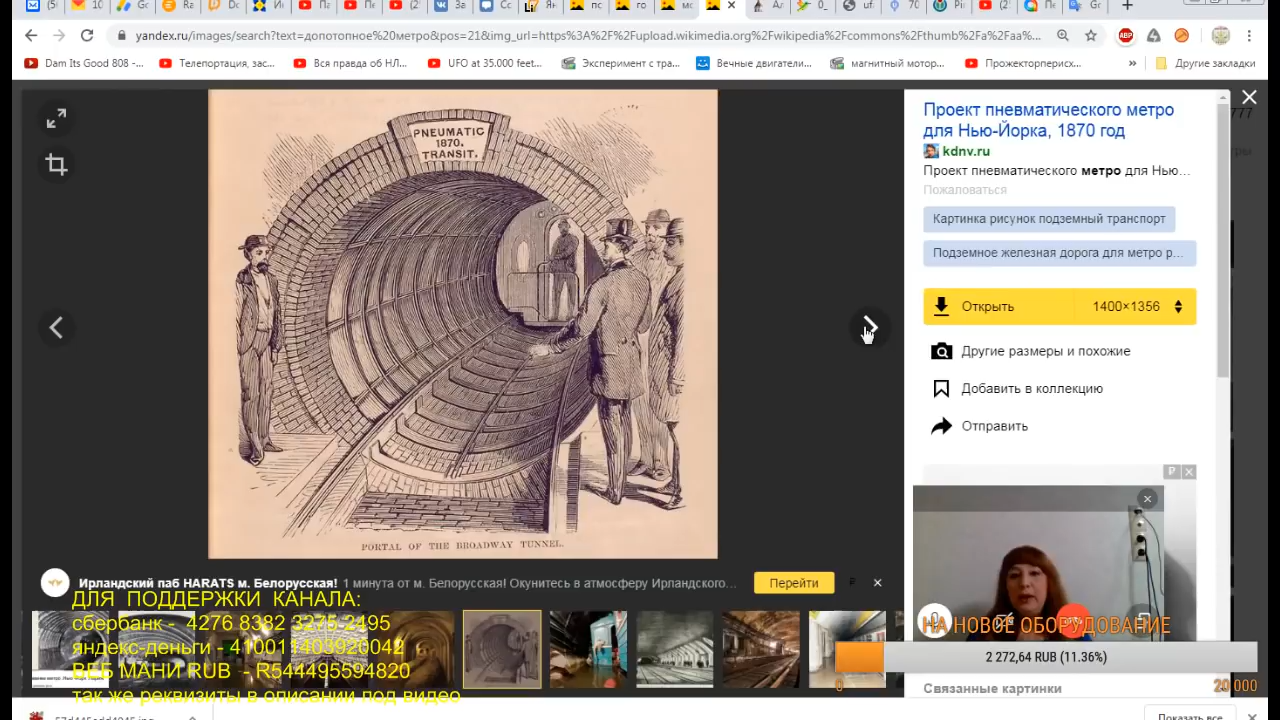 yandex.ru/images/search?text=допотопное%20метро&pos=21&img_url=https%3A%2F%2Fupload.wikimedia.org%2Fwikipedia%2Fcommons%2Fthumb%2Fa%2Faa%...
ABP
Dam Its Good 808 -...
Телепортация, зас...
Вся правда об НЛ...
UFO at 35.000 feet...
Эксперимент с тра...
Вечные двигатели...
магнитный мотор...
Прожекторперисх...
»
Другие закладки
PNEUMATIC
1870.
TRANSIT.
PORTAL OF THE BROADWAY TUNNEL.
Проект пневматического метро
для Нью-Йорка, 1870 год
kdnv.ru
Проект пневматического метро для Нью...
Пожаловаться
Картинка рисунок подземный транспорт
Подземное железная дорога для метро р...
Открыть 1400×1356
Другие размеры и похожие
Добавить в коллекцию
Отправить
Ирландский паб HARATS м. Белорусская! 1 минута от м. Белорусская! Окунитесь в атмосферу Ирландского...
Перейти
ДЛЯ ПОДДЕРЖКИ КАНАЛА:
сбербанк - 4276 8382 3275 2495
яндекс-деньги - 410011403920042
ВЕБ МАНИ RUB - R544495594820
так же реквизиты в описании под видео
НА НОВОЕ ОБОРУДОВАНИЕ
2 272,64 RUB (11.36%)
0
20 000
Связанные картинки
Показать все